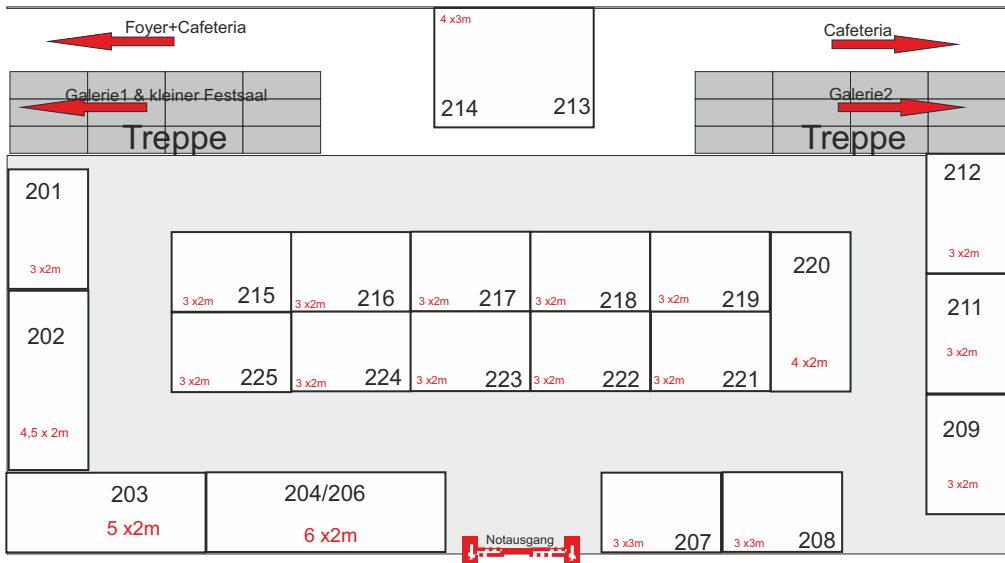 Foyer+Cafeteria
4 x3m
Cafeteria
Galerie1 & kleiner Festsaal
214
213
Galerie2
Treppe
Treppe
201
3 x2m
212
3 x2m
3 x2m 215
3 x2m 216
3 x2m 217
3 x2m 218
3 x2m 219
220
4 x2m
211
3 x2m
202
4,5 x 2m
3 x2m 225
3 x2m 224
3 x2m 223
3 x2m 222
3 x2m 221
209
3 x2m
203
5 x2m
204/206
6 x2m
Notausgang
3 x3m 207
3 x3m 208